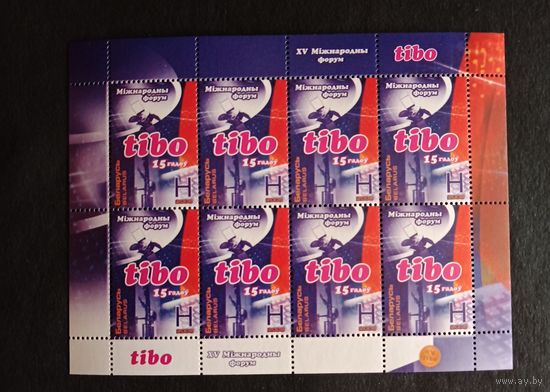 XV Міжнародны
форум
tibo
Міжнародны
форум
tibo
15 гадоў
Беларусь
BELARUS
Н
Міжнародны
форум
tibo
15 гадоў
Беларусь
BELARUS
Н
Міжнародны
форум
tibo
15 гадоў
Беларусь
BELARUS
Н
Міжнародны
форум
tibo
15 гадоў
Беларусь
BELARUS
Н
Міжнародны
форум
tibo
15 гадоў
Беларусь
BELARUS
Н
Міжнародны
форум
tibo
15 гадоў
Беларусь
BELARUS
Н
Міжнародны
форум
tibo
15 гадоў
Беларусь
BELARUS
Н
Міжнародны
форум
tibo
15 гадоў
Беларусь
BELARUS
Н
tibo
XV Міжнародны
форум
www.ay.by